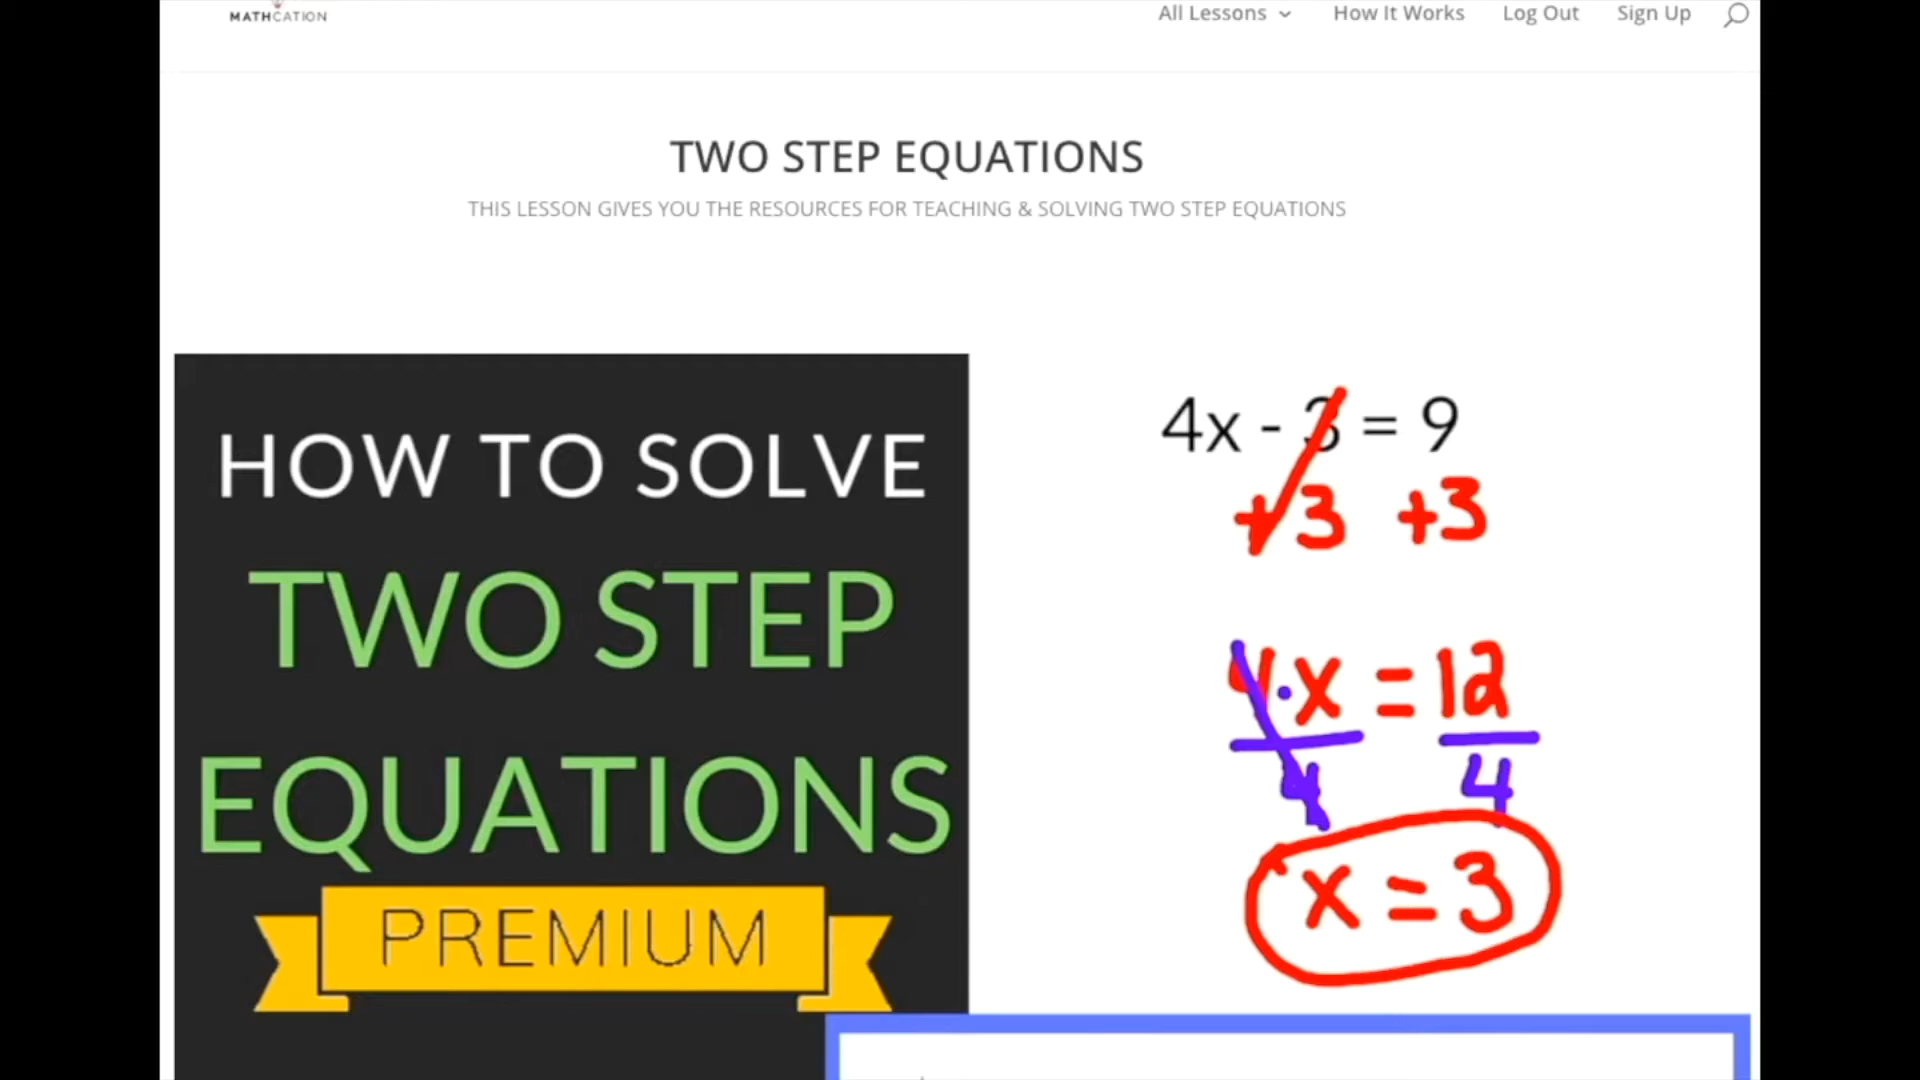 MATHCATION
All Lessons How It Works Log Out Sign Up
TWO STEP EQUATIONS
THIS LESSON GIVES YOU THE RESOURCES FOR TEACHING & SOLVING TWO STEP EQUATIONS
HOW TO SOLVE
TWO STEP
EQUATIONS
PREMIUM
4x - 3 = 9
+3 +3
4·x = 12
4 4
x = 3